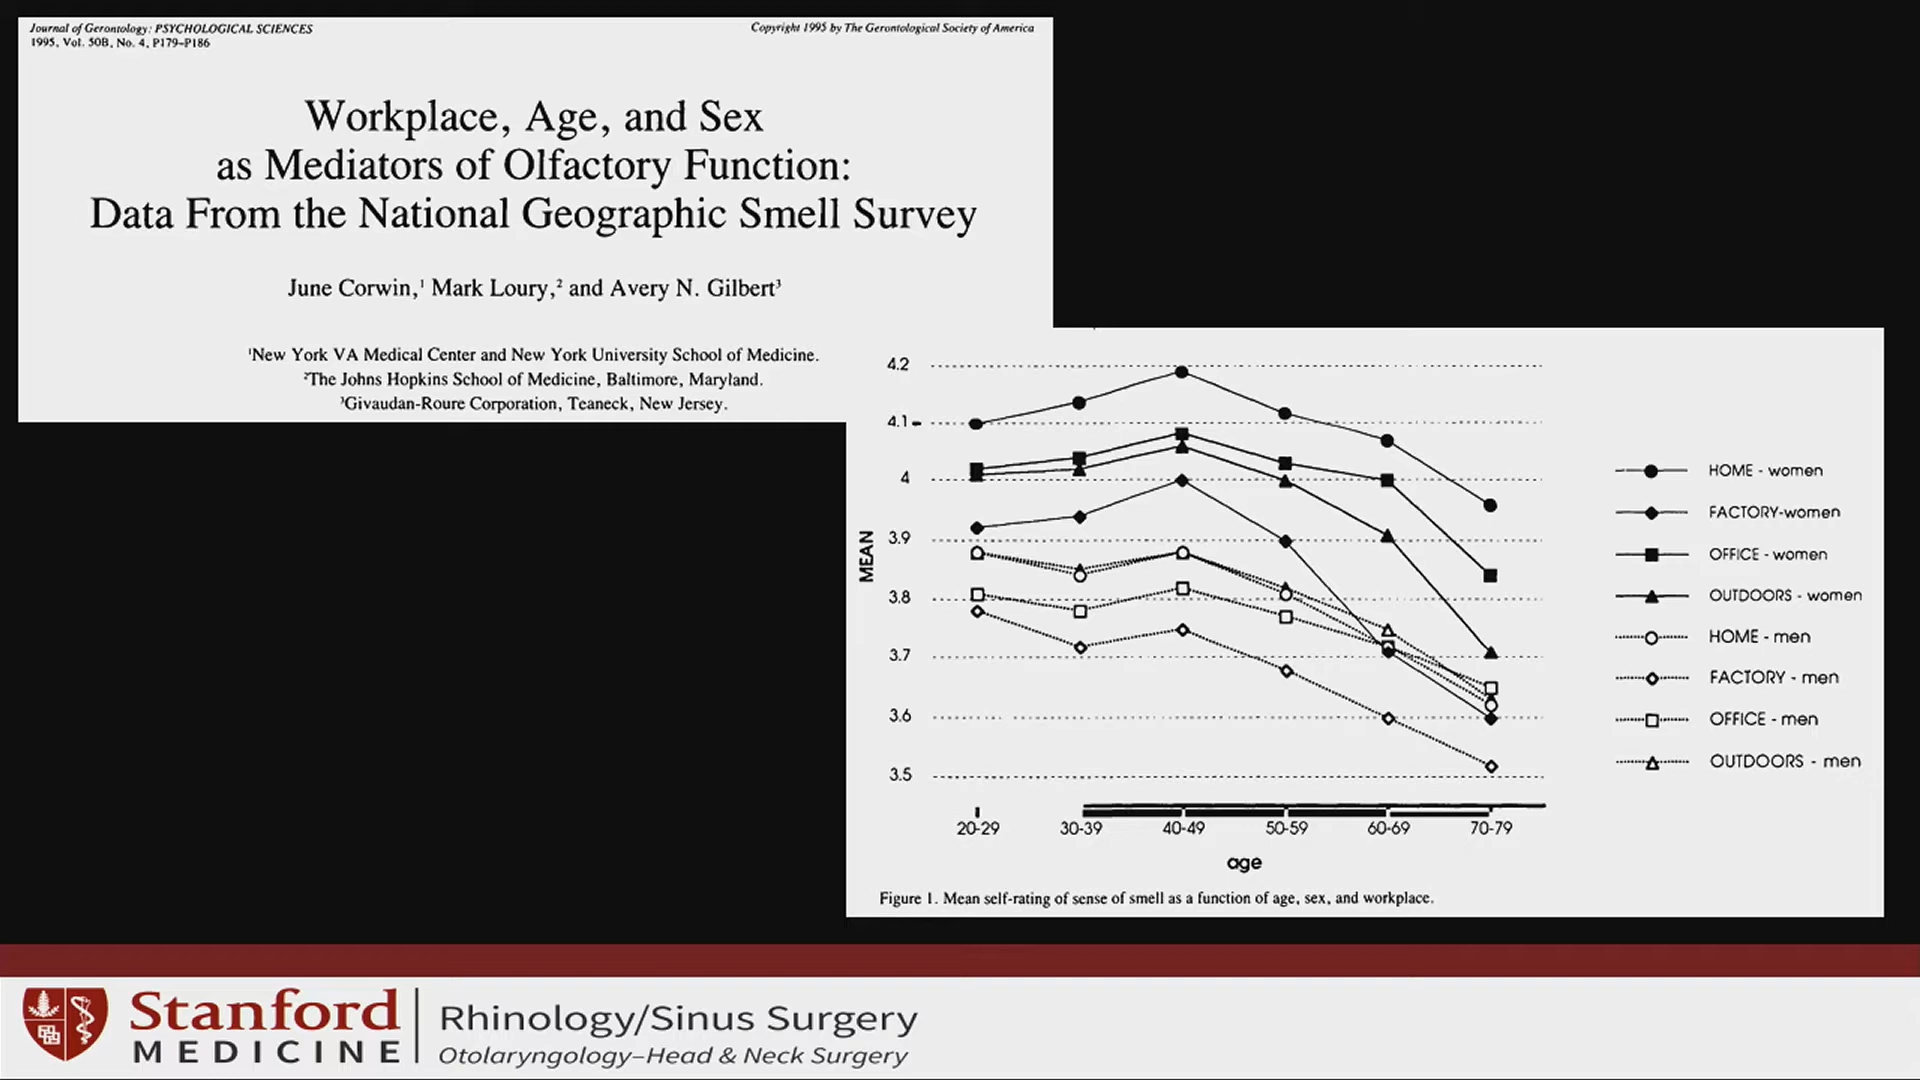 Journal of Gerontology: PSYCHOLOGICAL SCIENCES
1995, Vol. 50B, No. 4, P179–P186
Copyright 1995 by The Gerontological Society of America
Workplace, Age, and Sex
as Mediators of Olfactory Function:
Data From the National Geographic Smell Survey
June Corwin,¹ Mark Loury,² and Avery N. Gilbert³
¹New York VA Medical Center and New York University School of Medicine.
²The Johns Hopkins School of Medicine, Baltimore, Maryland.
³Givaudan-Roure Corporation, Teaneck, New Jersey.
4.2
4.1
4
3.9
3.8
3.7
3.6
3.5
MEAN
20-29 30-39 40-49 50-59 60-69 70-79
age
HOME - women
FACTORY-women
OFFICE - women
OUTDOORS - women
HOME - men
FACTORY - men
OFFICE - men
OUTDOORS - men
Figure 1. Mean self-rating of sense of smell as a function of age, sex, and workplace.
Stanford
MEDICINE
Rhinology/Sinus Surgery
Otolaryngology–Head & Neck Surgery